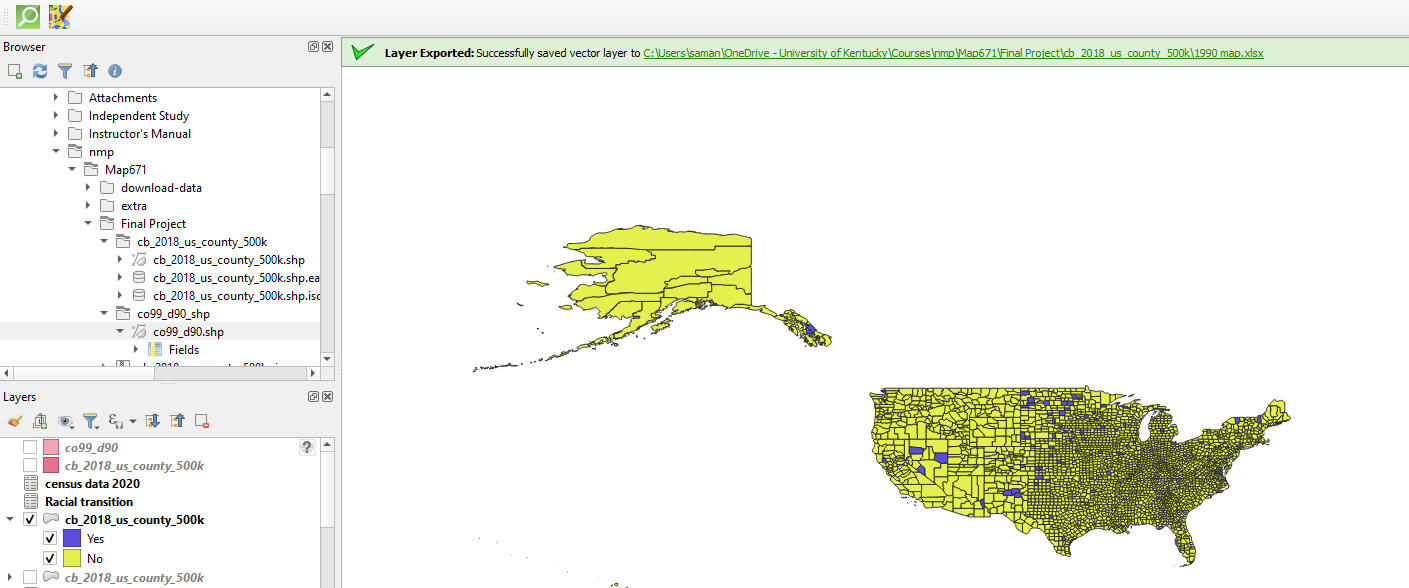 Browser
Layer Exported: Successfully saved vector layer to C:\Users\saman\OneDrive - University of Kentucky\Courses\nmp\Map671\Final Project\cb_2018_us_county_500k\1990 map.xlsx
Attachments
Independent Study
Instructor's Manual
nmp
Map671
download-data
extra
Final Project
cb_2018_us_county_500k
cb_2018_us_county_500k.shp
cb_2018_us_county_500k.shp.ea
cb_2018_us_county_500k.shp.iso
co99_d90_shp
co99_d90.shp
Fields
Layers
co99_d90 ?
cb_2018_us_county_500k
census data 2020
Racial transition
cb_2018_us_county_500k
Yes
No
cb_2018_us_county_500k